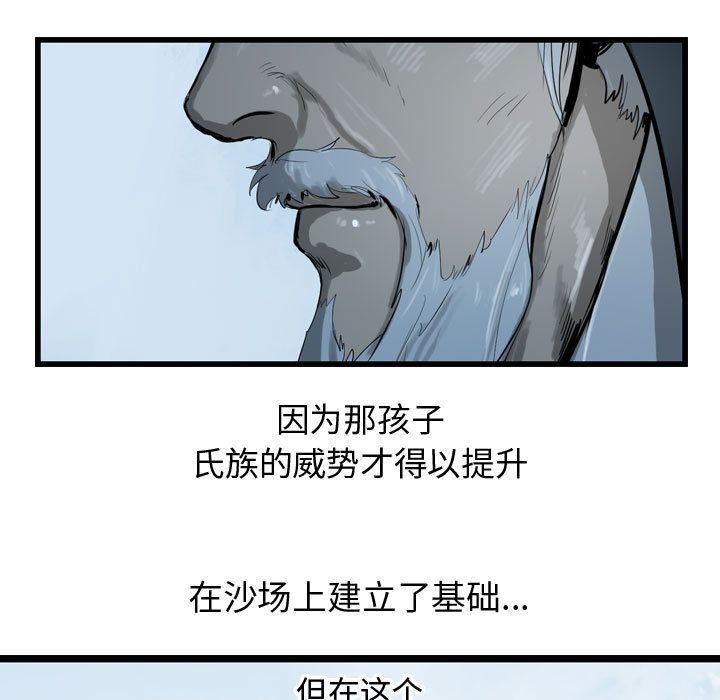 因为那孩子
氏族的威势才得以提升
在沙场上建立了基础...
但在这个